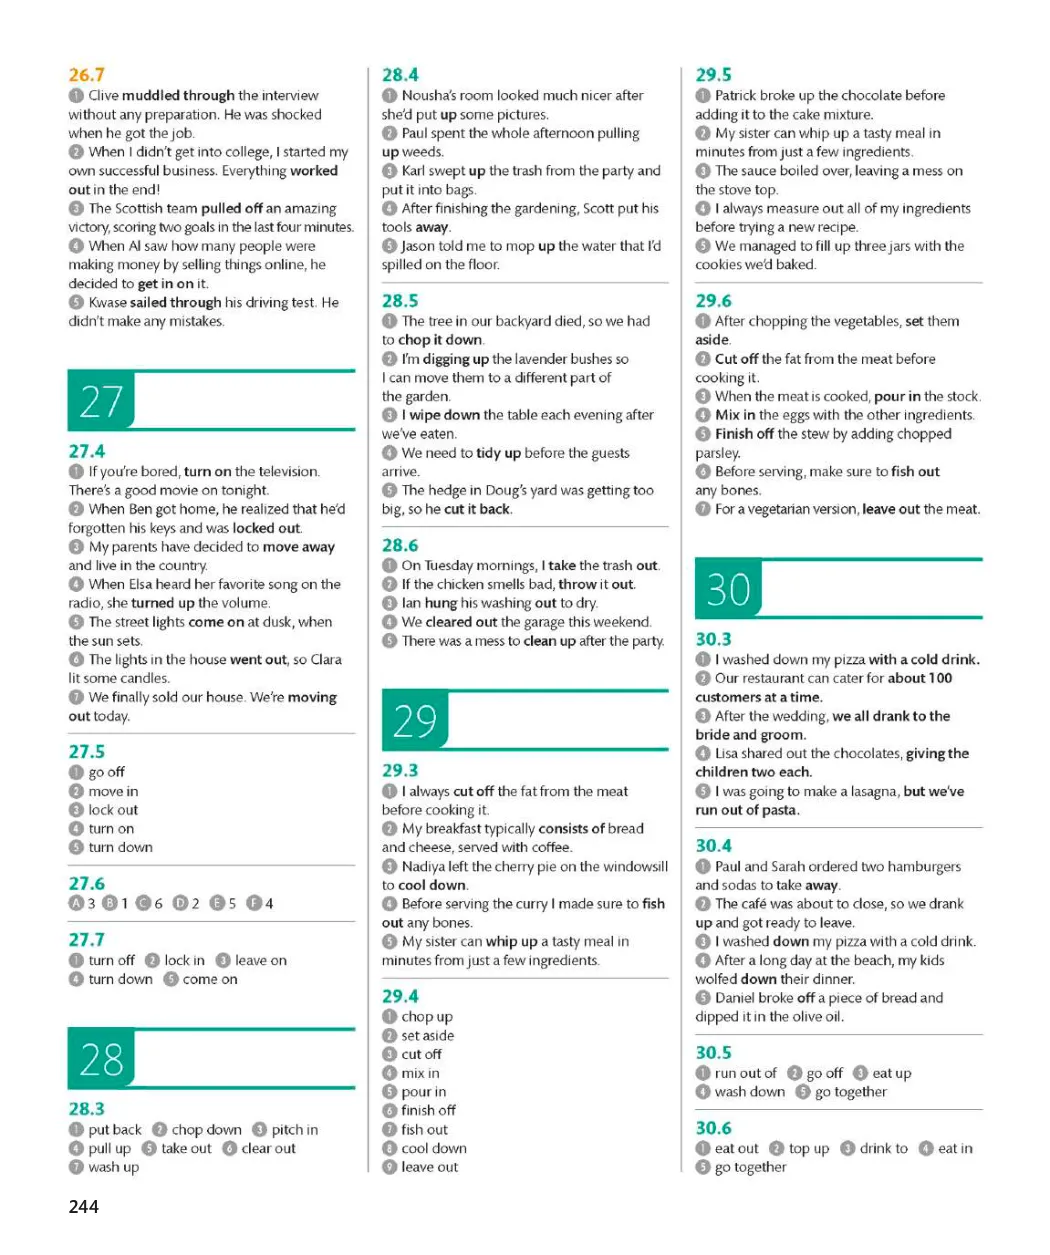 26.7
1 Clive muddled through the interview
without any preparation. He was shocked
when he got the job.
2 When I didn't get into college, I started my
own successful business. Everything worked
out in the end!
3 The Scottish team pulled off an amazing
victory, scoring two goals in the last four minutes.
4 When Al saw how many people were
making money by selling things online, he
decided to get in on it.
5 Kwase sailed through his driving test. He
didn't make any mistakes.
27
27.4
1 If you're bored, turn on the television.
There's a good movie on tonight.
2 When Ben got home, he realized that he'd
forgotten his keys and was locked out.
3 My parents have decided to move away
and live in the country.
4 When Elsa heard her favorite song on the
radio, she turned up the volume.
5 The street lights come on at dusk, when
the sun sets.
6 The lights in the house went out, so Clara
lit some candles.
7 We finally sold our house. We're moving
out today.
27.5
1 go off
2 move in
3 lock out
4 turn on
5 turn down
27.6
A 3 B 1 C 6 D 2 E 5 F 4
27.7
1 turn off 2 lock in 3 leave on
4 turn down 5 come on
28
28.3
1 put back 2 chop down 3 pitch in
4 pull up 5 take out 6 clear out
7 wash up
28.4
1 Nousha's room looked much nicer after
she'd put up some pictures.
2 Paul spent the whole afternoon pulling
up weeds.
3 Karl swept up the trash from the party and
put it into bags.
4 After finishing the gardening, Scott put his
tools away.
5 Jason told me to mop up the water that I'd
spilled on the floor.
28.5
1 The tree in our backyard died, so we had
to chop it down.
2 I'm digging up the lavender bushes so
I can move them to a different part of
the garden.
3 I wipe down the table each evening after
we've eaten.
4 We need to tidy up before the guests
arrive.
5 The hedge in Doug's yard was getting too
big, so he cut it back.
28.6
1 On Tuesday mornings, I take the trash out.
2 If the chicken smells bad, throw it out.
3 Ian hung his washing out to dry.
4 We cleared out the garage this weekend.
5 There was a mess to clean up after the party.
29
29.3
1 I always cut off the fat from the meat
before cooking it.
2 My breakfast typically consists of bread
and cheese, served with coffee.
3 Nadiya left the cherry pie on the windowsill
to cool down.
4 Before serving the curry I made sure to fish
out any bones.
5 My sister can whip up a tasty meal in
minutes from just a few ingredients.
29.4
1 chop up
2 set aside
3 cut off
4 mix in
5 pour in
6 finish off
7 fish out
8 cool down
9 leave out
29.5
1 Patrick broke up the chocolate before
adding it to the cake mixture.
2 My sister can whip up a tasty meal in
minutes from just a few ingredients.
3 The sauce boiled over, leaving a mess on
the stove top.
4 I always measure out all of my ingredients
before trying a new recipe.
5 We managed to fill up three jars with the
cookies we'd baked.
29.6
1 After chopping the vegetables, set them
aside.
2 Cut off the fat from the meat before
cooking it.
3 When the meat is cooked, pour in the stock.
4 Mix in the eggs with the other ingredients.
5 Finish off the stew by adding chopped
parsley.
6 Before serving, make sure to fish out
any bones.
7 For a vegetarian version, leave out the meat.
30
30.3
1 I washed down my pizza with a cold drink.
2 Our restaurant can cater for about 100
customers at a time.
3 After the wedding, we all drank to the
bride and groom.
4 Lisa shared out the chocolates, giving the
children two each.
5 I was going to make a lasagna, but we've
run out of pasta.
30.4
1 Paul and Sarah ordered two hamburgers
and sodas to take away.
2 The café was about to close, so we drank
up and got ready to leave.
3 I washed down my pizza with a cold drink.
4 After a long day at the beach, my kids
wolfed down their dinner.
5 Daniel broke off a piece of bread and
dipped it in the olive oil.
30.5
1 run out of 2 go off 3 eat up
4 wash down 5 go together
30.6
1 eat out 2 top up 3 drink to 4 eat in
5 go together
244